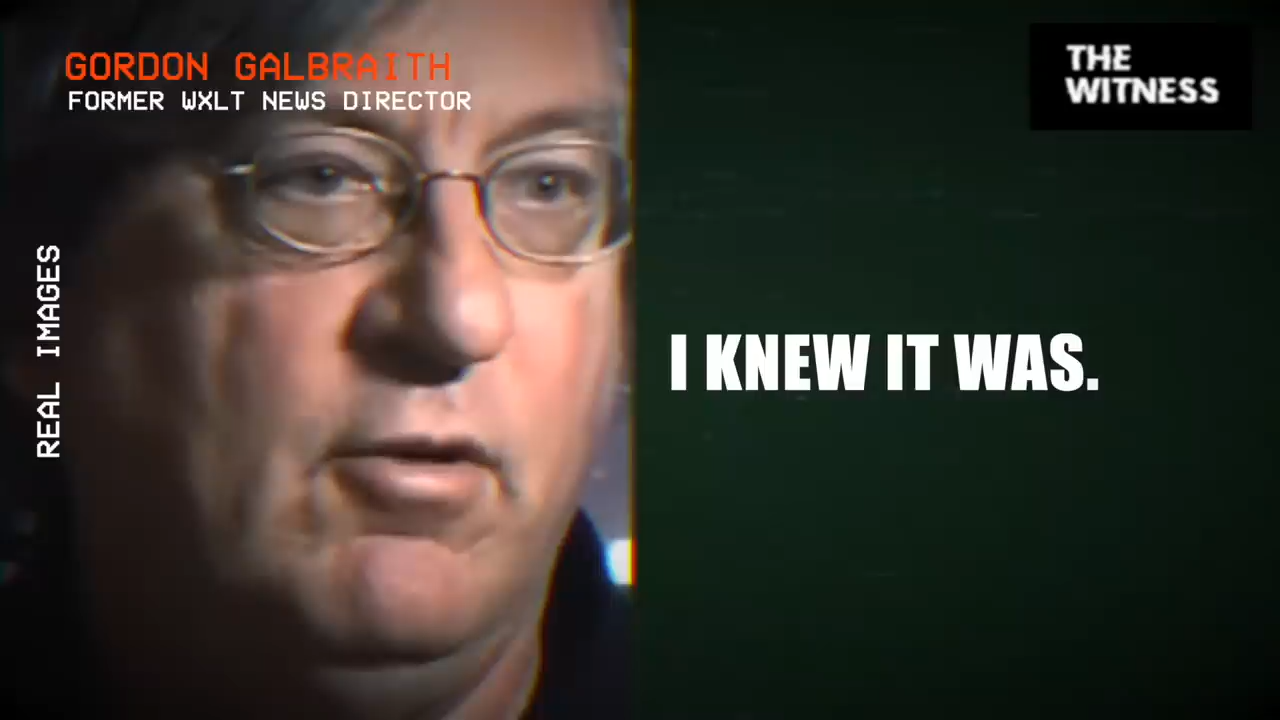 GORDON GALBRAITH
FORMER WXLT NEWS DIRECTOR
THE
WITNESS
REAL IMAGES
I KNEW IT WAS.